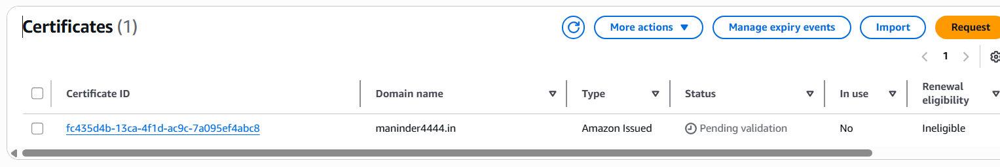 Certificates (1)
More actions
Manage expiry events
Import
Request
1
Certificate ID
Domain name
Type
Status
In use
Renewal
eligibility
fc435d4b-13ca-4f1d-ac9c-7a095ef4abc8
maninder4444.in
Amazon Issued
Pending validation
No
Ineligible